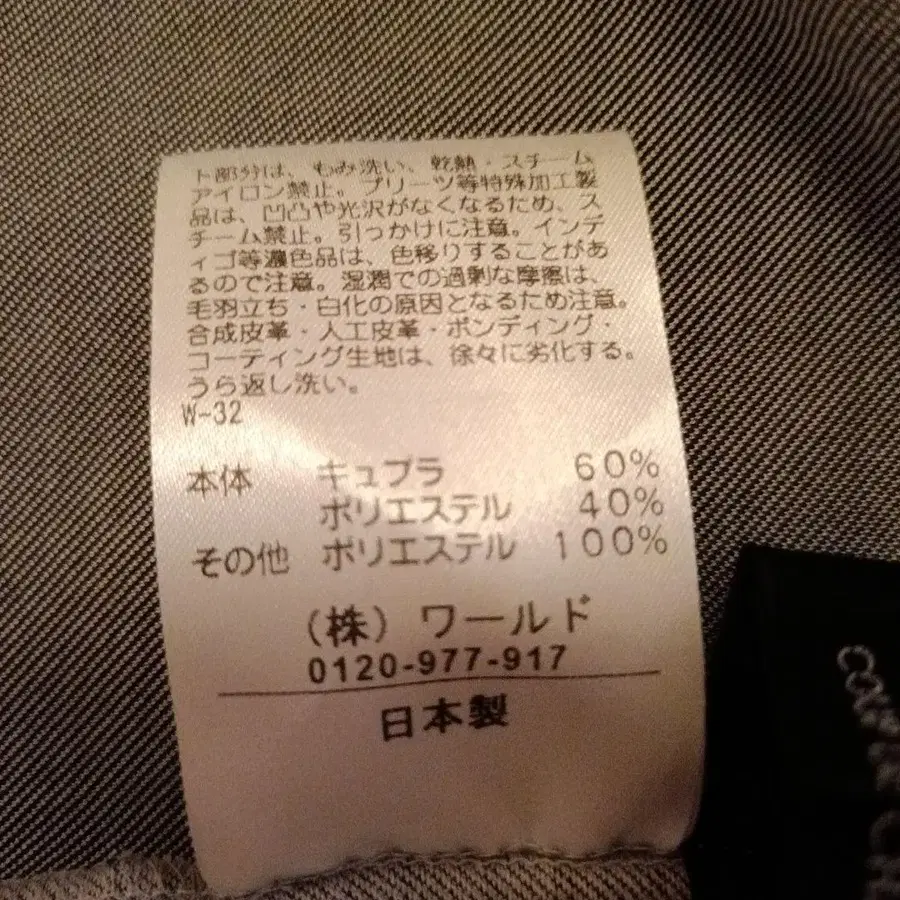 ト部分は、もみ洗い、乾熱・スチーム
アイロン禁止。プリーツ等特殊加工製
品は、凹凸や光沢がなくなるため、ス
チーム禁止。引っかけに注意。インデ
ィゴ等濃色品は、色移りすることがあ
るので注意。湿潤での過剰な摩擦は、
毛羽立ち・白化の原因となるため注意。
合成皮革・人工皮革・ボンディング・
コーティング生地は、徐々に劣化する。
うら返し洗い。
W-32
本体 キュプラ 60%
ポリエステル 40%
その他 ポリエステル 100%
(株) ワールド
0120-977-917
日本製